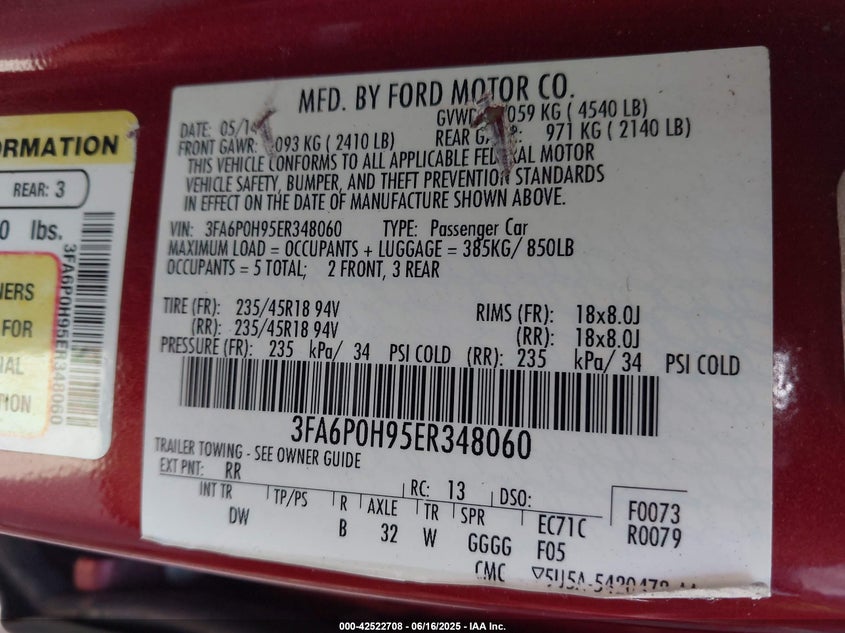 ORMATION
REAR: 3
0 lbs.
NERS
FOR
IAL
TION
3FA6P0H95ER348060
MFD. BY FORD MOTOR CO.
DATE: 05/14 059 KG ( 4540 LB)
FRONT GAWR: 093 KG ( 2410 LB) REAR 971 KG ( 2140 LB)
THIS VEHICLE CONFORMS TO ALL APPLICABLE FEDERAL MOTOR
VEHICLE SAFETY, BUMPER, AND THEFT PREVENTION STANDARDS
IN EFFECT ON THE DATE OF MANUFACTURE SHOWN ABOVE.
VIN: 3FA6P0H95ER348060 TYPE: Passenger Car
MAXIMUM LOAD = OCCUPANTS + LUGGAGE = 385KG/ 850LB
OCCUPANTS = 5 TOTAL; 2 FRONT, 3 REAR
TIRE (FR): 235/45R18 94V RIMS (FR): 18x8.0J
(RR): 235/45R18 94V (RR): 18x8.0J
PRESSURE (FR): 235 kPa/ 34 PSI COLD (RR): 235 kPa/ 34 PSI COLD
3FA6P0H95ER348060
TRAILER TOWING - SEE OWNER GUIDE
EXT PNT: RR RC: 13 DSO: F0073
INT TR TP/PS R AXLE TR SPR EC71C R0079
DW B 32 W GGGG F05
CMC
000-42522708 - 06/16/2025 - IAA Inc.